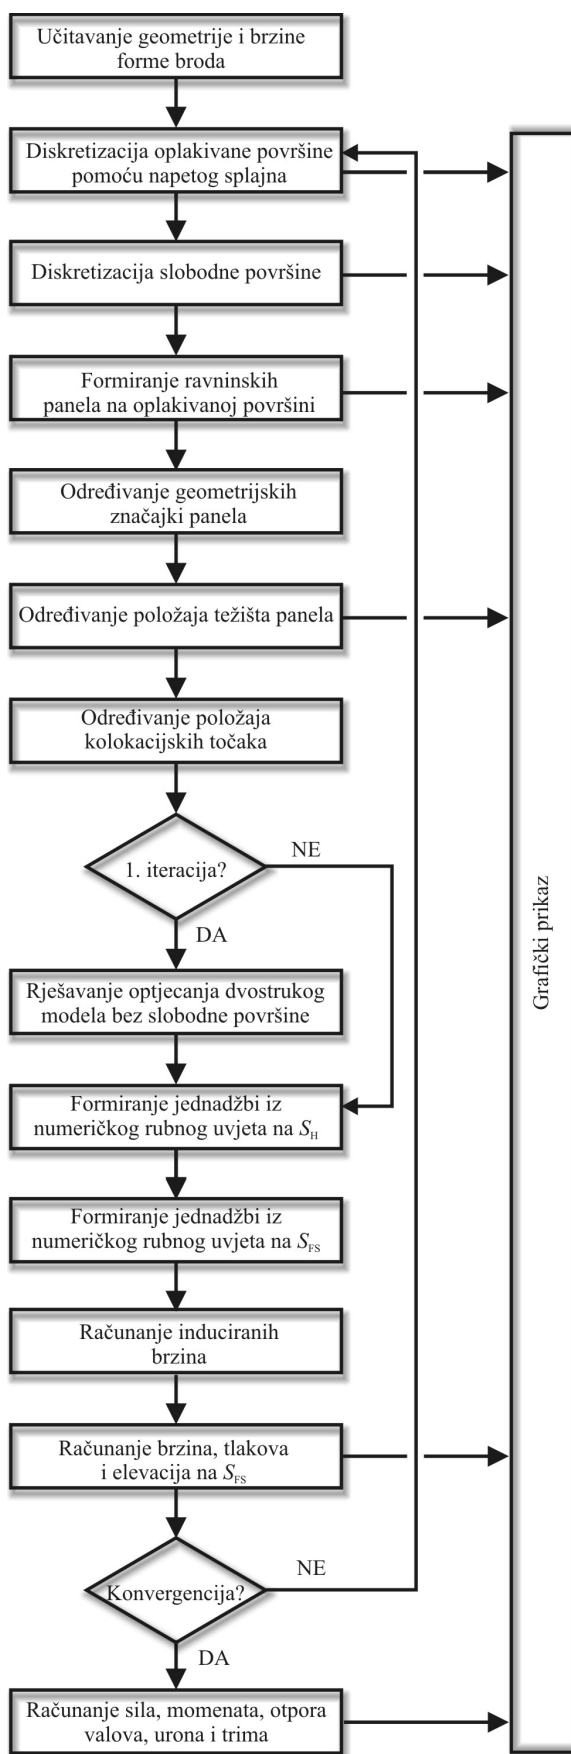 Učitavanje geometrije i brzine
forme broda
Diskretizacija oplakivane površine
pomoću napetog splajna
Diskretizacija slobodne površine
Formiranje ravninskih
panela na oplakivanoj površini
Određivanje geometrijskih
značajki panela
Određivanje položaja težišta panela
Određivanje položaja
kolokacijskih točaka
1. iteracija?
NE
DA
Rješavanje optjecanja dvostrukog
modela bez slobodne površine
Formiranje jednadžbi iz
numeričkog rubnog uvjeta na S_H
Formiranje jednadžbi iz
numeričkog rubnog uvjeta na S_FS
Računanje induciranih
brzina
Računanje brzina, tlakova
i elevacija na S_FS
Konvergencija?
NE
DA
Računanje sila, momenata, otpora
valova, urona i trima
Grafički prikaz